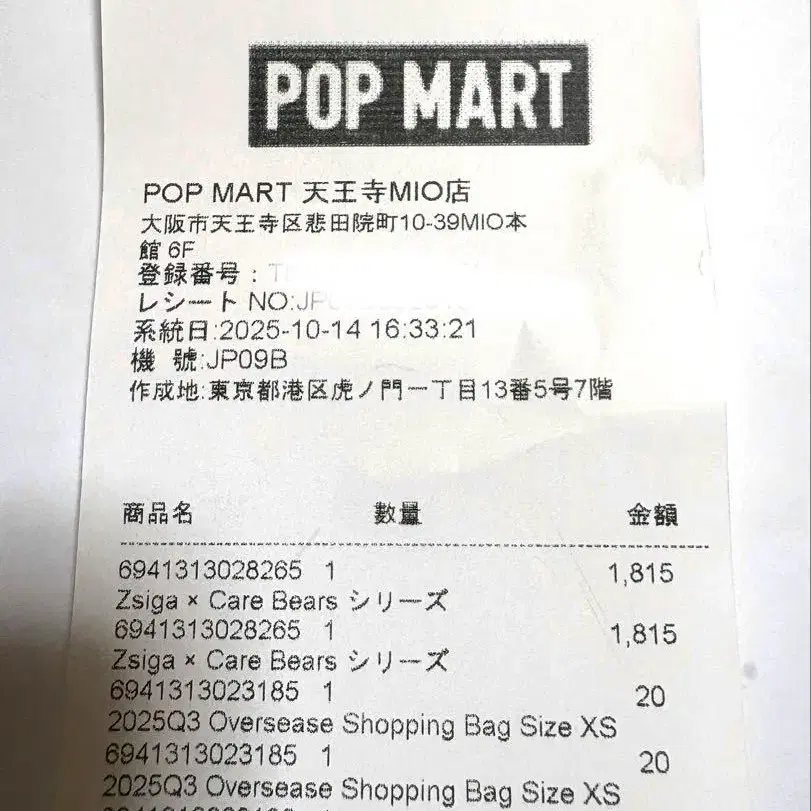 POP MART
POP MART 天王寺MIO店
大阪市天王寺区悲田院町10-39MIO本
館 6F
登録番号：
レシート NO:JP
系統日:2025-10-14 16:33:21
機 號:JP09B
作成地:東京都港区虎ノ門一丁目13番5号7階
商品名 數量 金額
6941313028265 1 1,815
Zsiga × Care Bears シリーズ
6941313028265 1 1,815
Zsiga × Care Bears シリーズ
6941313023185 1 20
2025Q3 Oversease Shopping Bag Size XS
6941313023185 1 20
2025Q3 Oversease Shopping Bag Size XS